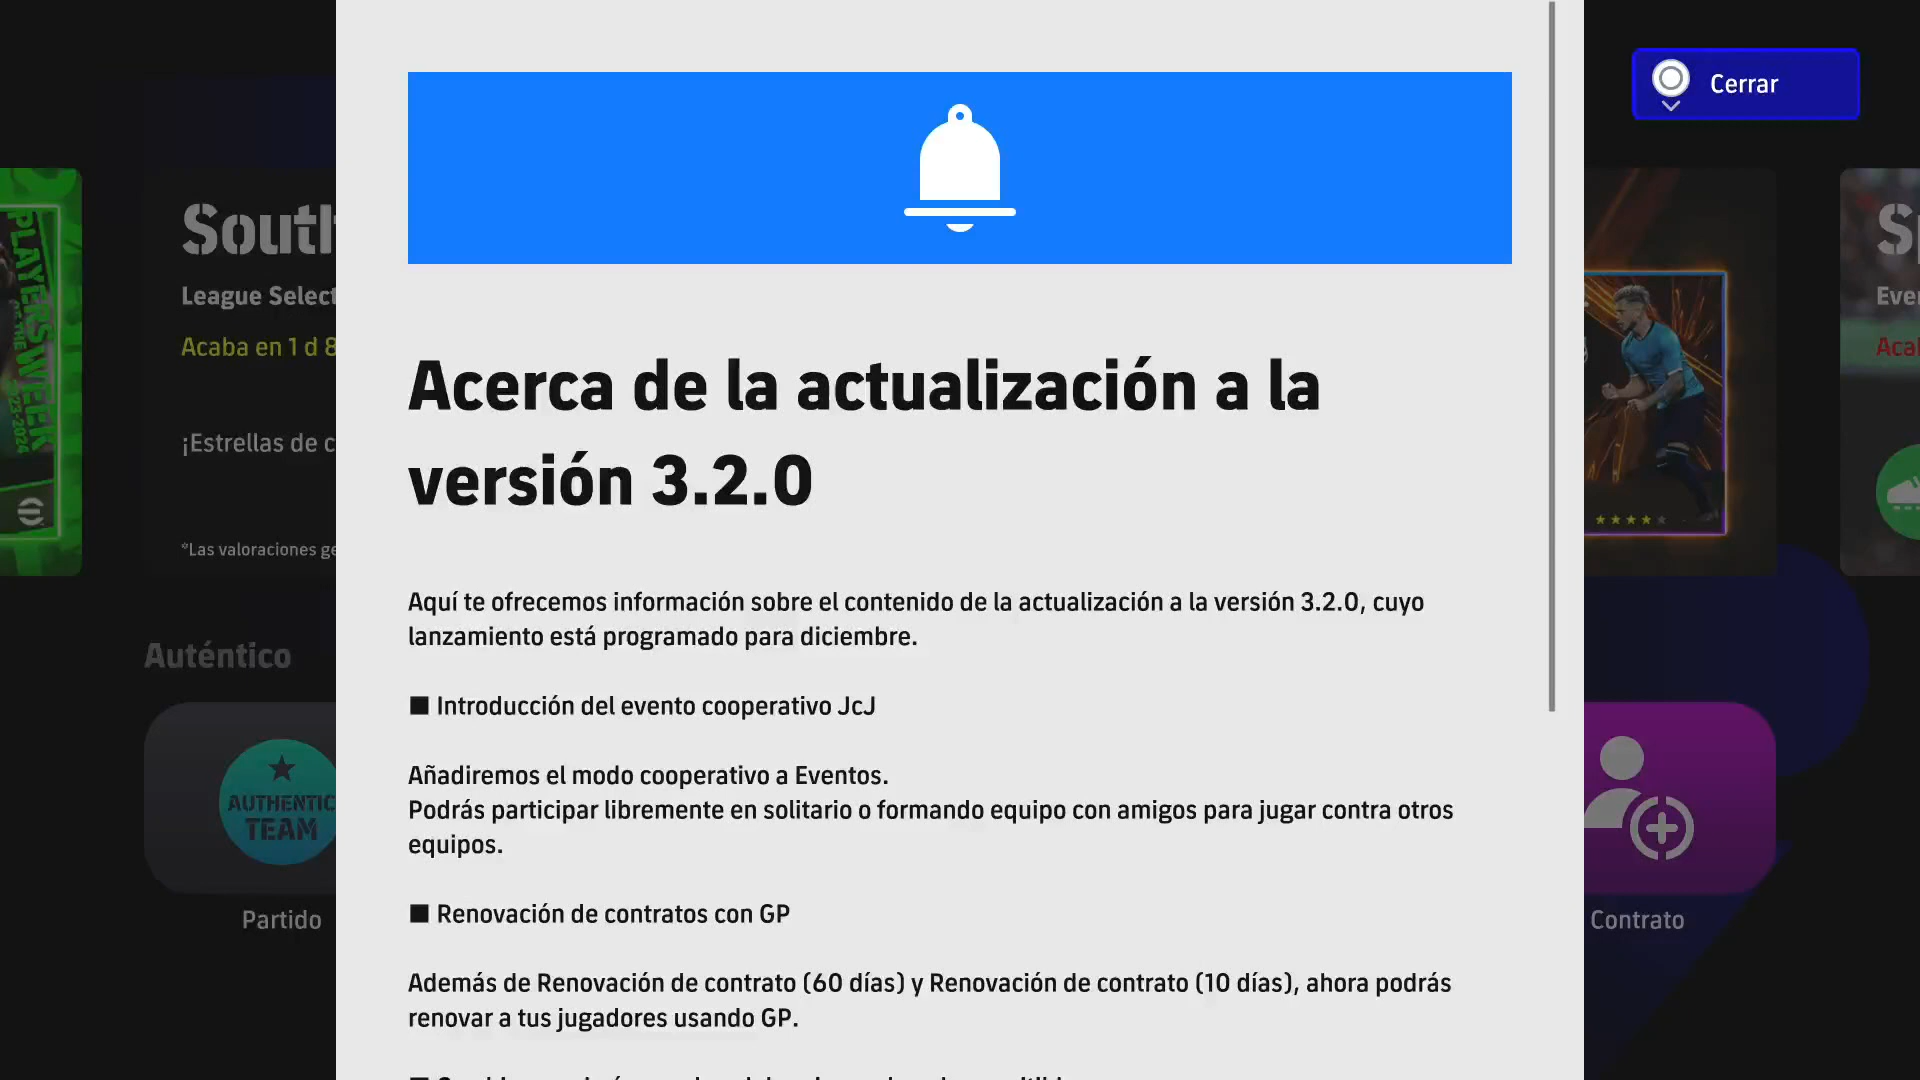 Cerrar
PLAYERS
OF THE
WEEK
South
League Select
Acaba en 1 d 8
¡Estrellas de c
*Las valoraciones ge
Acerca de la actualización a la
versión 3.2.0
Aquí te ofrecemos información sobre el contenido de la actualización a la versión 3.2.0, cuyo
lanzamiento está programado para diciembre.
■ Introducción del evento cooperativo JcJ
Añadiremos el modo cooperativo a Eventos.
Podrás participar libremente en solitario o formando equipo con amigos para jugar contra otros
equipos.
■ Renovación de contratos con GP
Además de Renovación de contrato (60 días) y Renovación de contrato (10 días), ahora podrás
renovar a tus jugadores usando GP.
Auténtico
AUTHENTIC
TEAM
Partido
Contrato